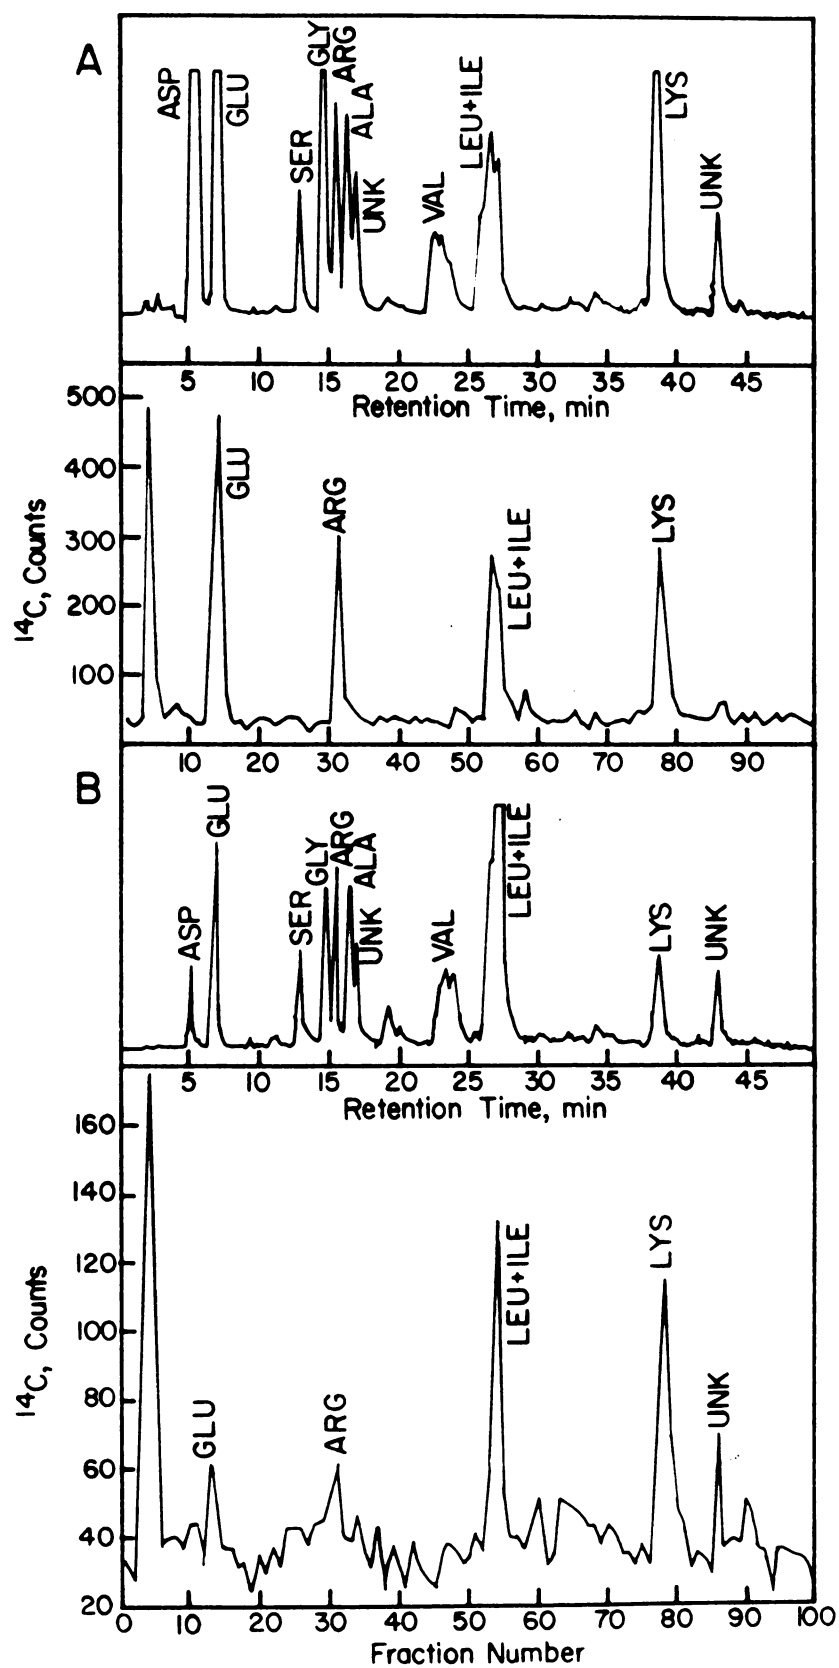 A
ASP
GLU
SER
GLY
ARG
ALA
UNK
VAL
LEU+ILE
LYS
UNK
5 10 15 20 25 30 35 40 45
Retention Time, min
500
400
300
200
100
14C, Counts
GLU
ARG
LEU+ILE
LYS
10 20 30 40 50 60 70 80 90
B
ASP
GLU
SER
GLY
ARG
ALA
UNK
VAL
LEU+ILE
LYS
UNK
5 10 15 20 25 30 35 40 45
Retention Time, min
160
140
120
100
80
60
40
20
14C, Counts
GLU
ARG
LEU+ILE
LYS
UNK
0 10 20 30 40 50 60 70 80 90 100
Fraction Number